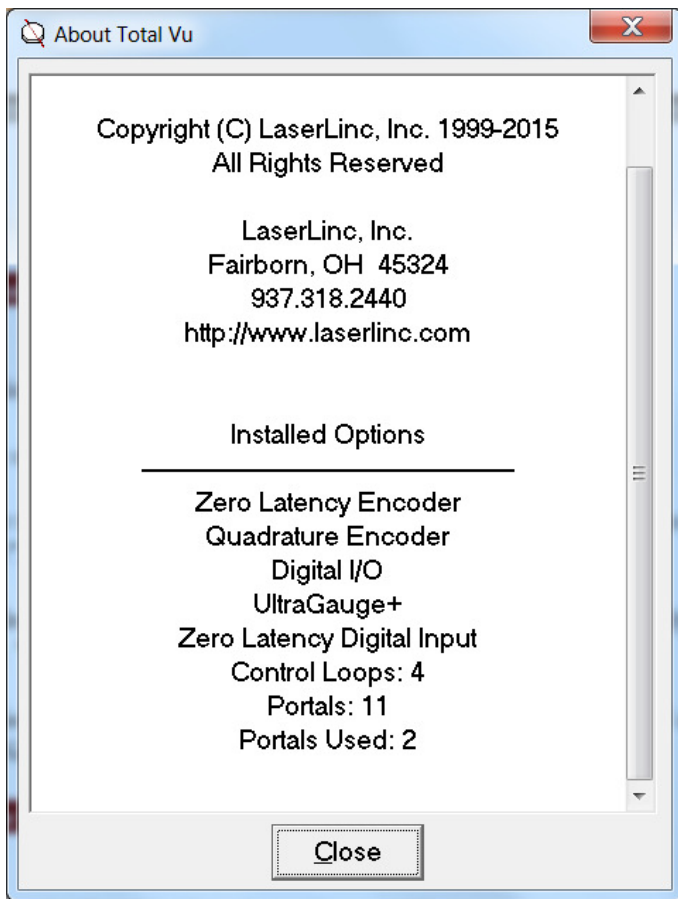 About Total Vu
Copyright (C) LaserLinc, Inc. 1999-2015
All Rights Reserved
LaserLinc, Inc.
Fairborn, OH 45324
937.318.2440
http://www.laserlinc.com
Installed Options
Zero Latency Encoder
Quadrature Encoder
Digital I/O
UltraGauge+
Zero Latency Digital Input
Control Loops: 4
Portals: 11
Portals Used: 2
Close